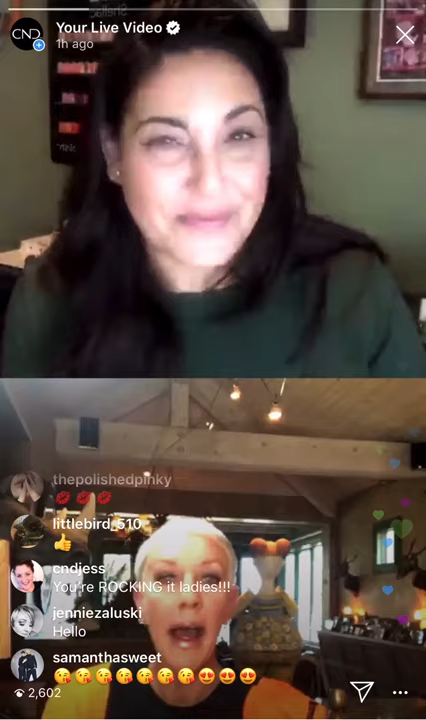 CND
Your Live Video
1h ago
thepolishedpinky
💋 💋 💋
littlebird_510
👍
cndjess
You're ROCKING it ladies!!!
jenniezaluski
Hello
samanthasweet
😘😘😘😘😘😘😘😍😍😍
2,602